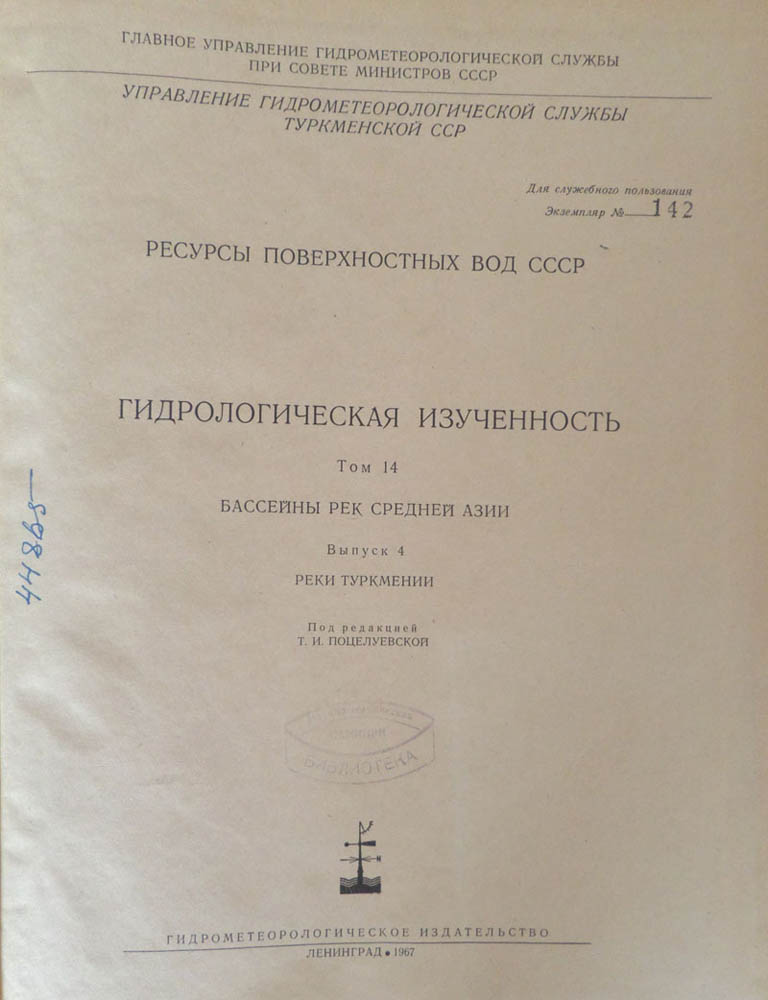 ГЛАВНОЕ УПРАВЛЕНИЕ ГИДРОМЕТЕОРОЛОГИЧЕСКОЙ СЛУЖБЫ
ПРИ СОВЕТЕ МИНИСТРОВ СССР
УПРАВЛЕНИЕ ГИДРОМЕТЕОРОЛОГИЧЕСКОЙ СЛУЖБЫ
ТУРКМЕНСКОЙ ССР
Для служебного пользования
Экземпляр № 142
РЕСУРСЫ ПОВЕРХНОСТНЫХ ВОД СССР
ГИДРОЛОГИЧЕСКАЯ ИЗУЧЕННОСТЬ
Том 14
БАССЕЙНЫ РЕК СРЕДНЕЙ АЗИИ
Выпуск 4
РЕКИ ТУРКМЕНИИ
Под редакцией
Т. И. ПОЦЕЛУЕВСКОЙ
БИБЛИОТЕКА
ГИДРОМЕТЕОРОЛОГИЧЕСКОЕ ИЗДАТЕЛЬСТВО
ЛЕНИНГРАД • 1967